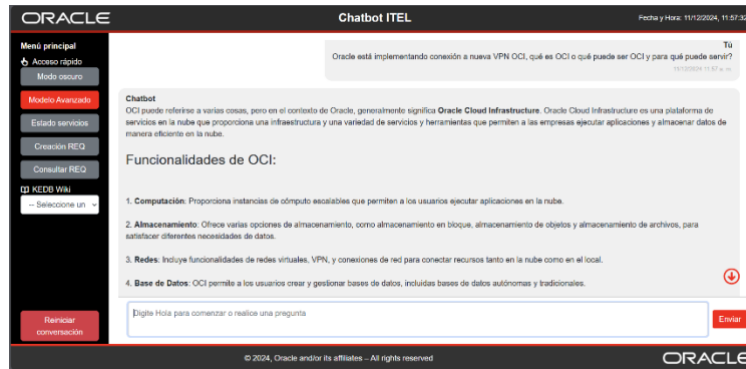 ORACLE
Chatbot ITEL
Fecha y Hora: 11/12/2024, 11:57:32
Menú principal
Acceso rápido
Modo oscuro
Modelo Avanzado
Estado servicios
Creación REQ
Consultar REQ
KEDB Wiki
-- Seleccione un
Reiniciar
conversación
Tú
Oracle está implementando conexión a nueva VPN OCI, qué es OCI o qué puede ser OCI y para qué puede servir?
11/12/2024 11:57 a. m.
Chatbot
OCI puede referirse a varias cosas, pero en el contexto de Oracle, generalmente significa Oracle Cloud Infrastructure. Oracle Cloud Infrastructure es una plataforma de
servicios en la nube que proporciona una infraestructura y una variedad de servicios y herramientas que permiten a las empresas ejecutar aplicaciones y almacenar datos de
manera eficiente en la nube.
Funcionalidades de OCI:
1. Computación: Proporciona instancias de cómputo escalables que permiten a los usuarios ejecutar aplicaciones en la nube.
2. Almacenamiento: Ofrece varias opciones de almacenamiento, como almacenamiento en bloque, almacenamiento de objetos y almacenamiento de archivos, para
satisfacer diferentes necesidades de datos.
3. Redes: Incluye funcionalidades de redes virtuales, VPN, y conexiones de red para conectar recursos tanto en la nube como en el local.
4. Base de Datos: OCI permite a los usuarios crear y gestionar bases de datos, incluidas bases de datos autónomas y tradicionales.
Digite Hola para comenzar o realice una pregunta
Enviar
© 2024, Oracle and/or its affiliates – All rights reserved
ORACLE